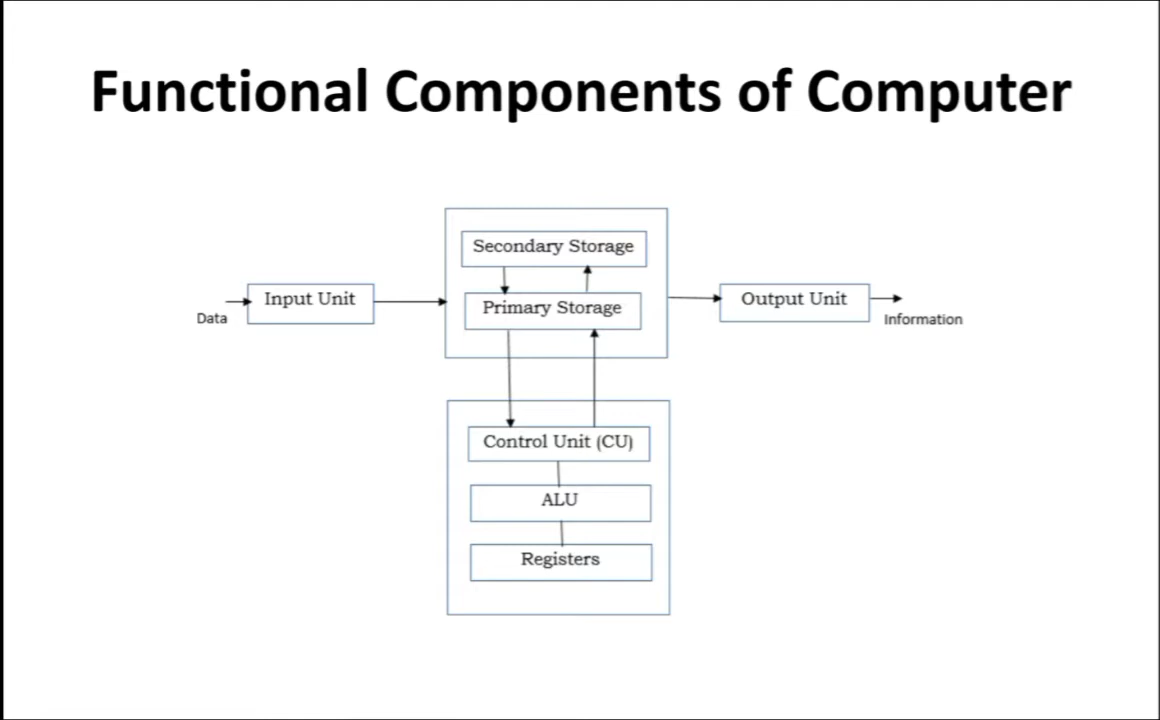 Functional Components of Computer
Secondary Storage
Input Unit
Primary Storage
Output Unit
Data
Information
Control Unit (CU)
ALU
Registers